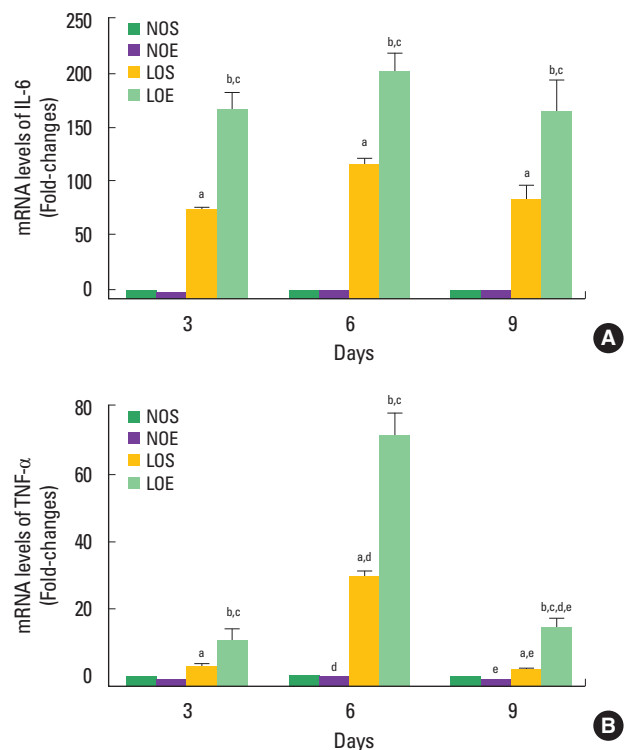 mRNA levels of IL-6
(Fold-changes)
250
200
150
100
50
0
NOS
NOE
LOS
LOE
a
b,c
a
b,c
a
b,c
3
6
9
Days
A
mRNA levels of TNF-α
(Fold-changes)
80
60
40
20
0
NOS
NOE
LOS
LOE
a
b,c
d
a,d
b,c
e
a,e
b,c,d,e
3
6
9
Days
B